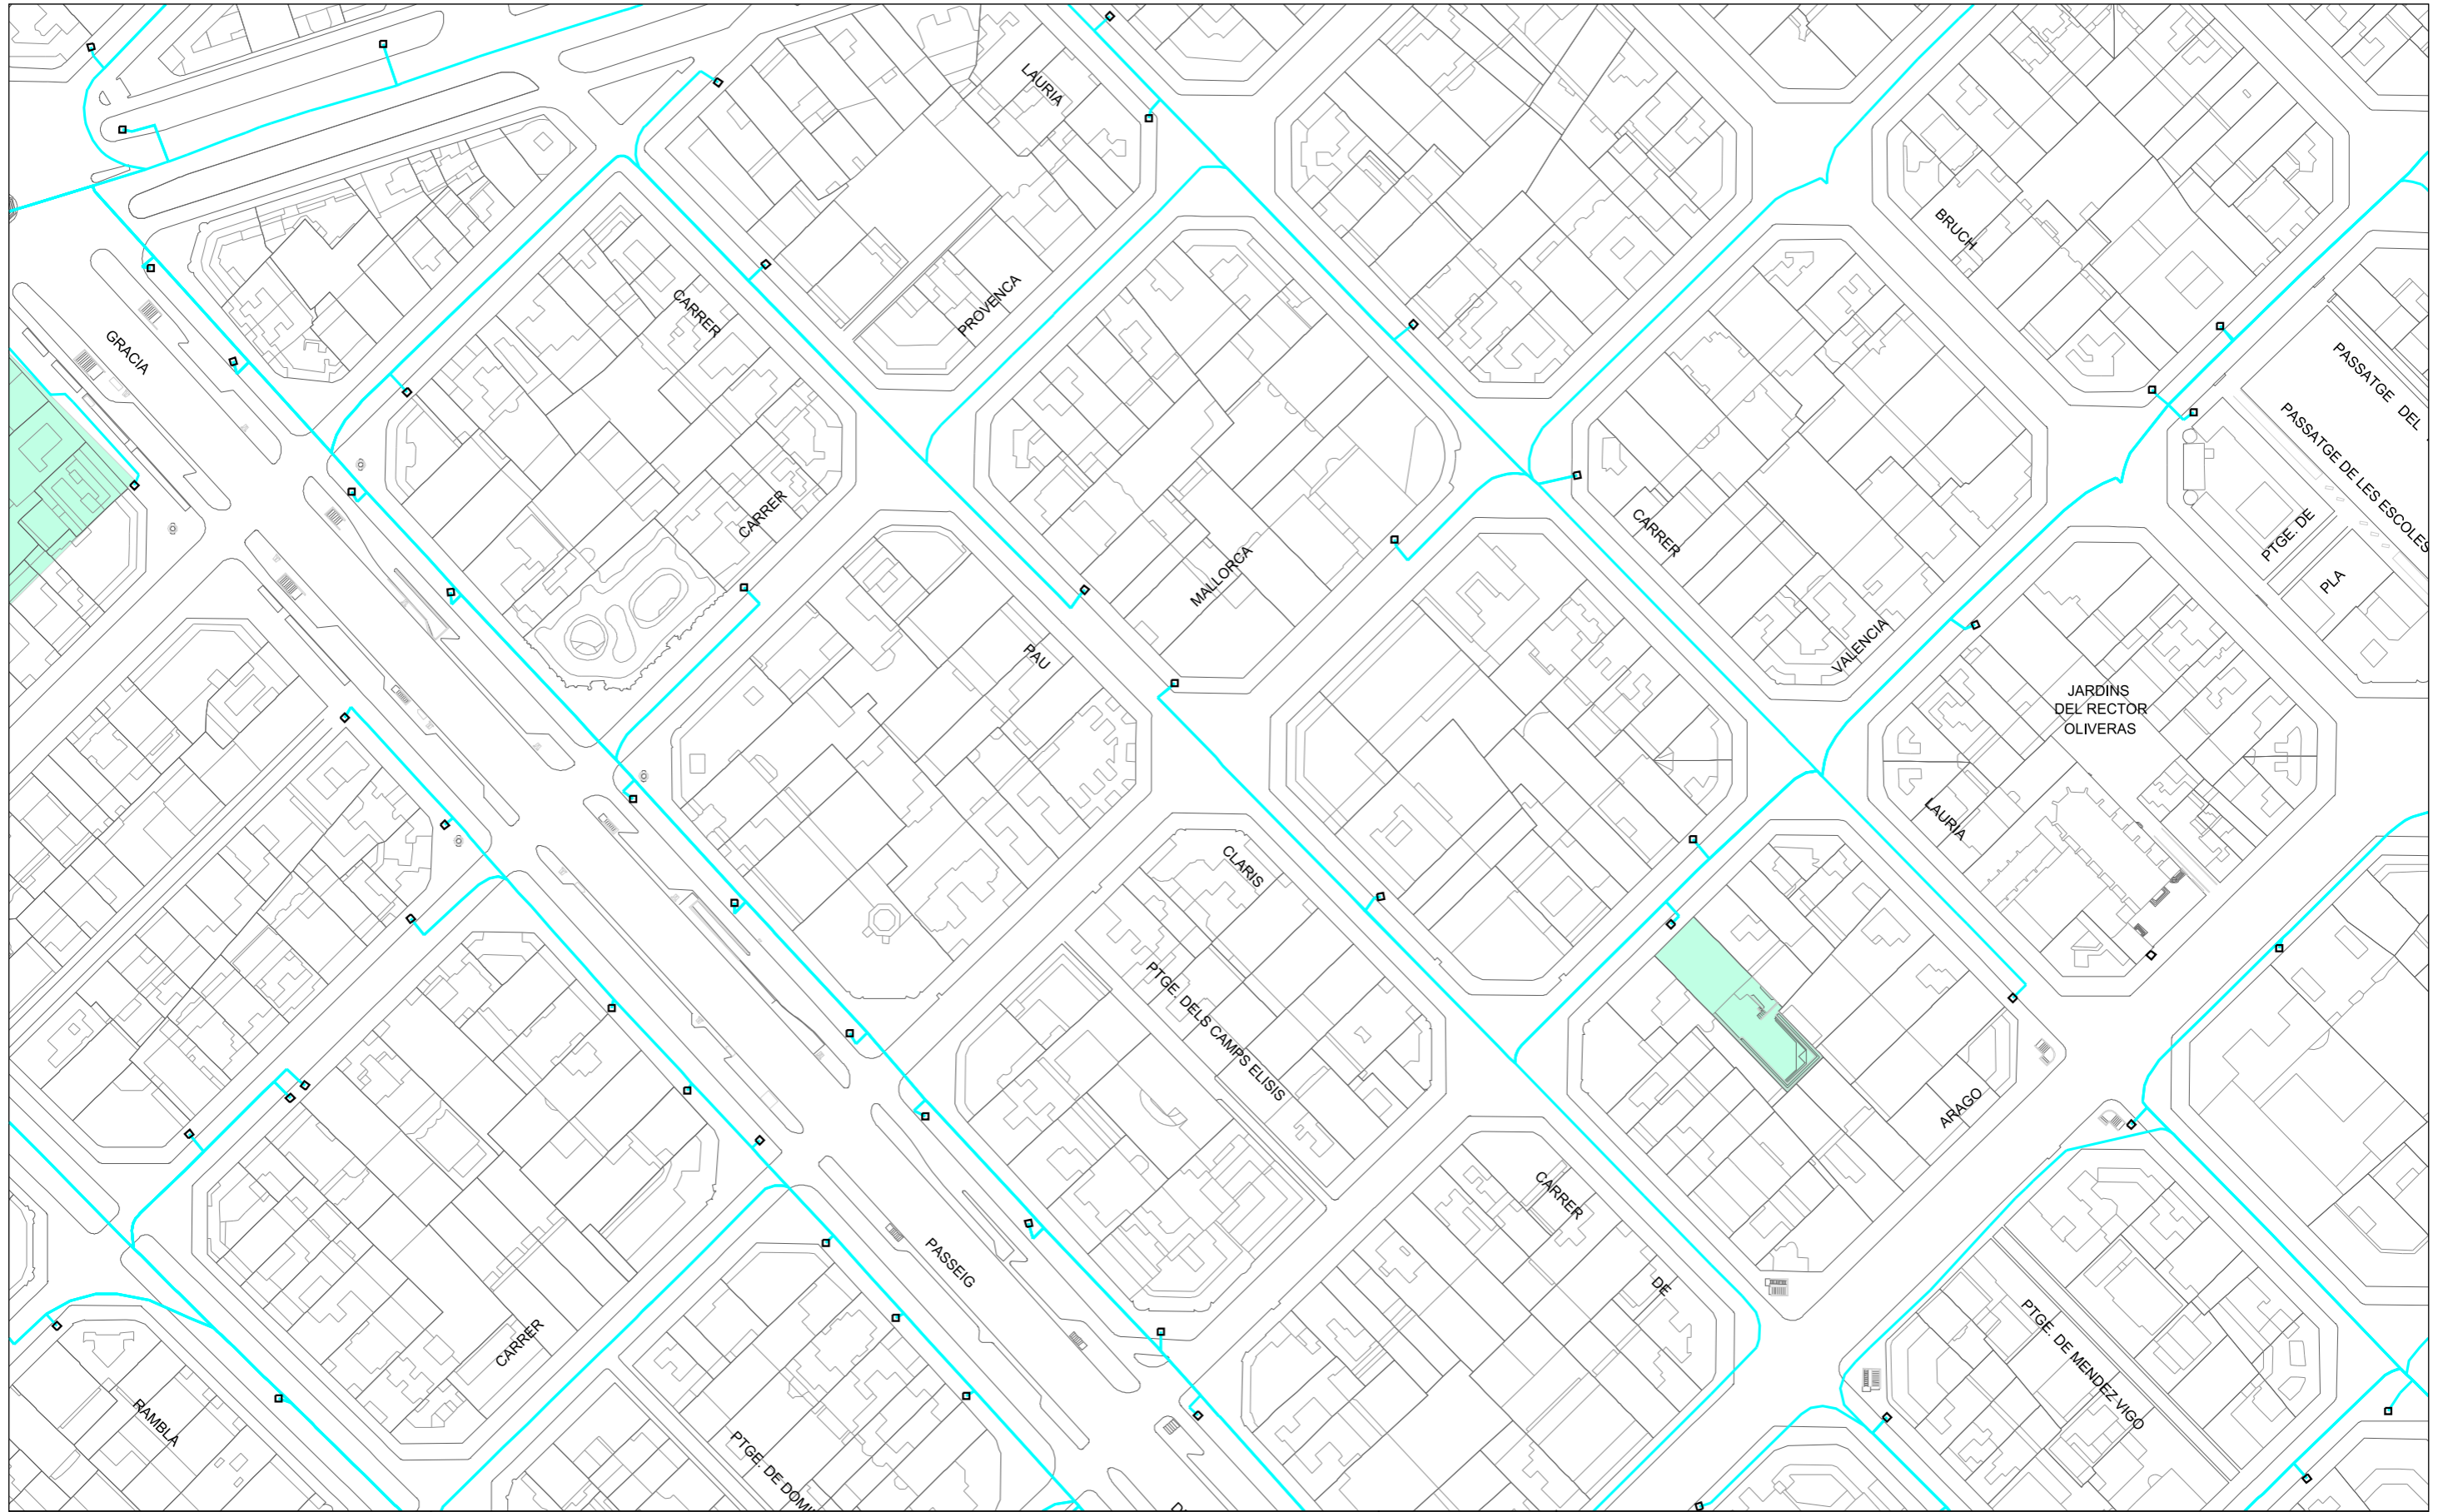 LAURIA
BRUCH
GRACIA
CARRER
PROVENCA
PASSATGE DEL
PASSATGE DE LES ESCOLES
CARRER
CARRER
PTGE. DE
MALLORCA
PLA
PAU
VALENCIA
JARDINS
DEL RECTOR
OLIVERAS
LAURIA
CLARIS
PTGE. DELS CAMPS ELISIS
ARAGO
CARRER
PASSEIG
DE
CARRER
PTGE. DE MENDEZ VIGO
RAMBLA
PTGE. DE